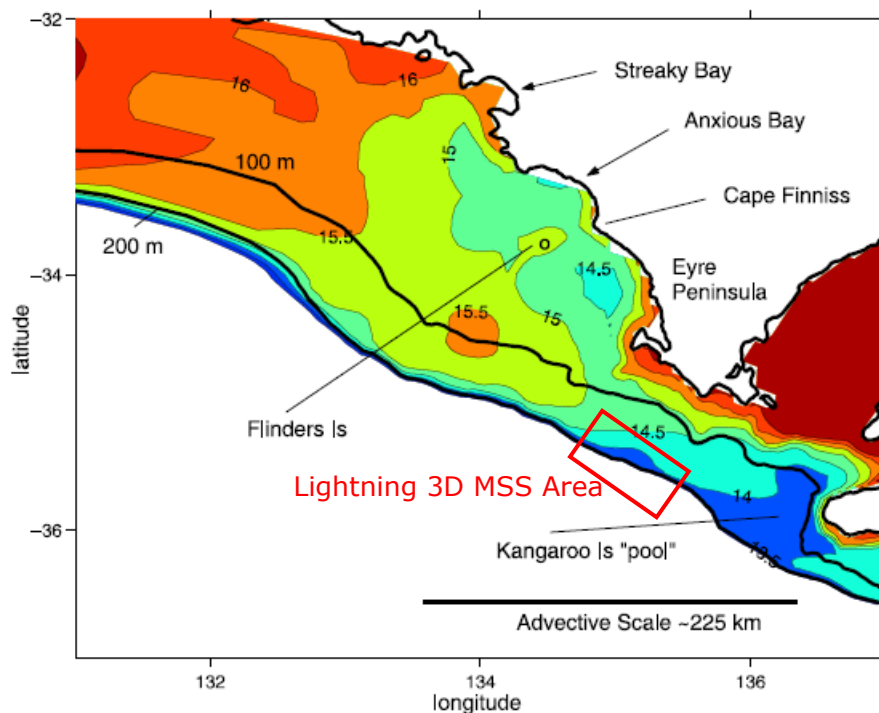 −32
16
16
Streaky Bay
Anxious Bay
15
100 m
Cape Finniss
200 m
15.5
−34
14.5
Eyre
Peninsula
15.5
15
latitude
Flinders Is
14.5
Lightning 3D MSS Area
14
−36
Kangaroo Is "pool"
13.5
Advective Scale ~225 km
132
134
136
longitude